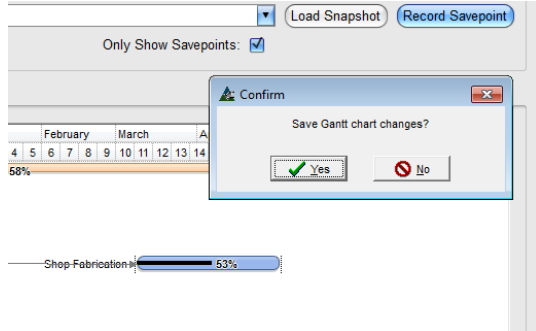 Load Snapshot
Record Savepoint
Only Show Savepoints:
Confirm
Save Gantt chart changes?
Yes
No
February March A
4 5 6 7 8 9 10 11 12 13 14
58%
Shop Fabrication 53%